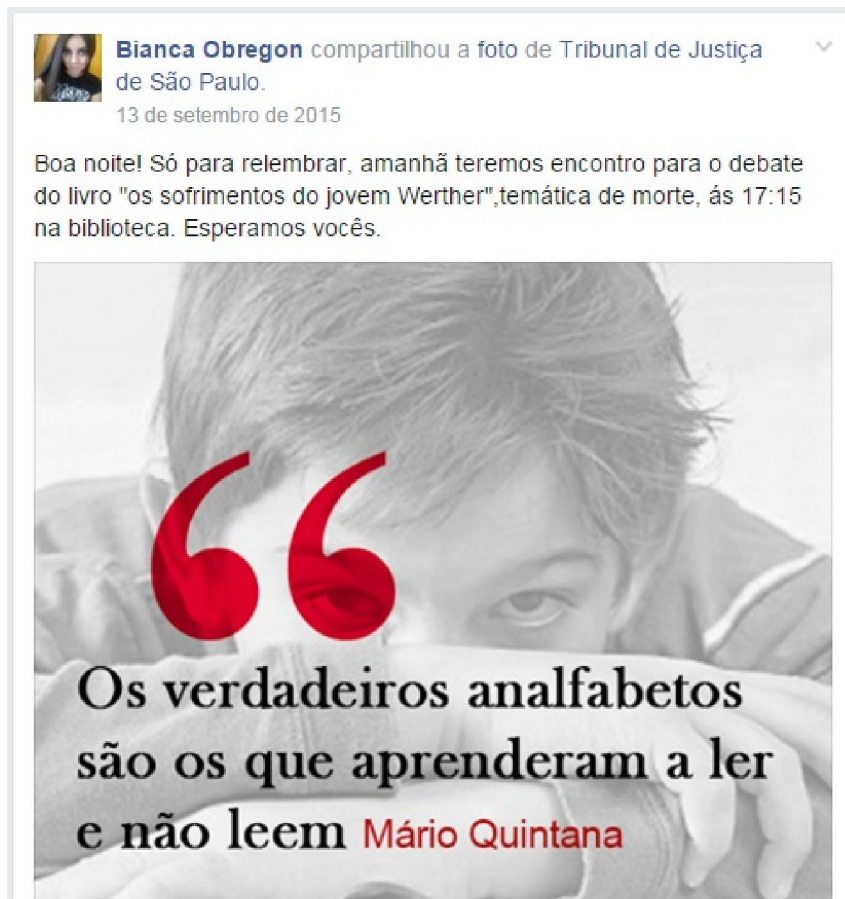 Bianca Obregon compartilhou a foto de Tribunal de Justiça
de São Paulo.
13 de setembro de 2015
Boa noite! Só para relembrar, amanhã teremos encontro para o debate
do livro "os sofrimentos do jovem Werther",temática de morte, ás 17:15
na biblioteca. Esperamos vocês.
Os verdadeiros analfabetos
são os que aprenderam a ler
e não leem Mário Quintana